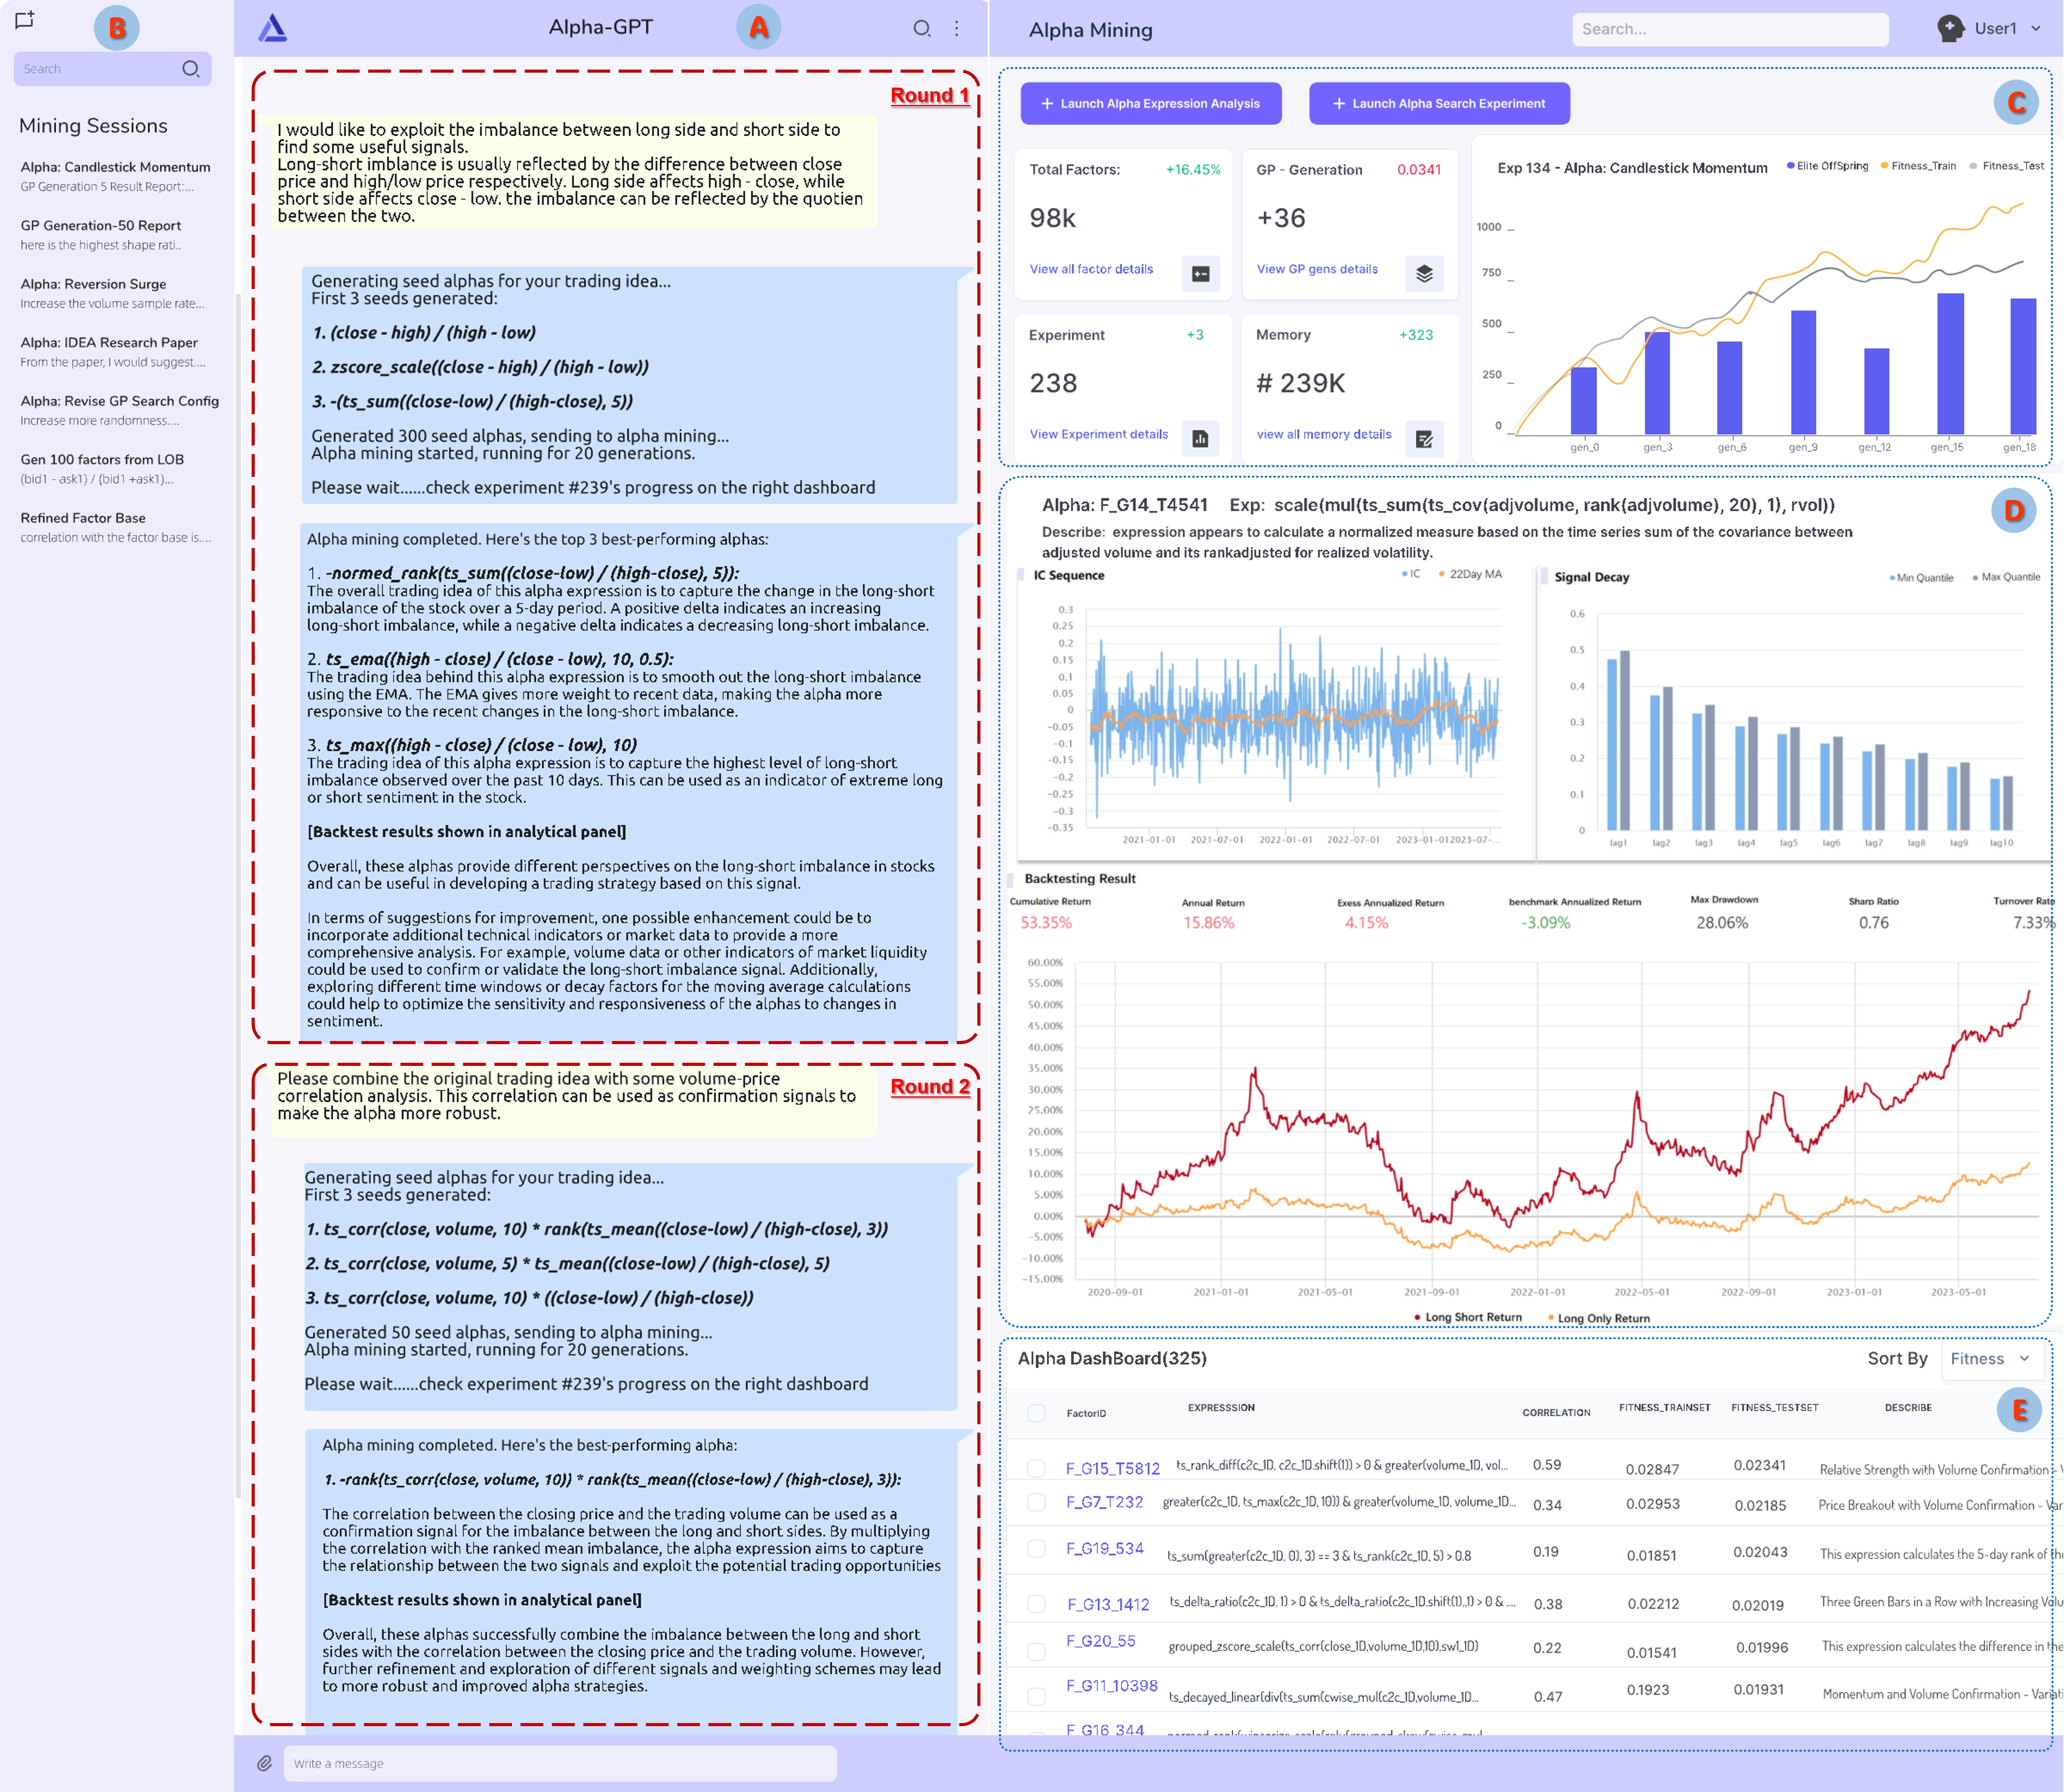 B
Search
Mining Sessions
Alpha: Candlestick Momentum
GP Generation 5 Result Report:...
GP Generation-50 Report
here is the highest shape rati..
Alpha: Reversion Surge
Increase the volume sample rate...
Alpha: IDEA Research Paper
From the paper, I would suggest....
Alpha: Revise GP Search Config
Increase more randomness....
Gen 100 factors from LOB
(bid1 - ask1) / (bid1 +ask1)...
Refined Factor Base
correlation with the factor base is....
Alpha-GPT
A
Round 1
I would like to exploit the imbalance between long side and short side to
find some useful signals.
Long-short imblance is usually reflected by the difference between close
price and high/low price respectively. Long side affects high - close, while
short side affects close - low. the imbalance can be reflected by the quotien
between the two.
Generating seed alphas for your trading idea...
First 3 seeds generated:
1. (close - high) / (high - low)
2. zscore_scale((close - high) / (high - low))
3. -(ts_sum((close-low) / (high-close), 5))
Generated 300 seed alphas, sending to alpha mining...
Alpha mining started, running for 20 generations.
Please wait......check experiment #239's progress on the right dashboard
Alpha mining completed. Here's the top 3 best-performing alphas:
1. -normed_rank(ts_sum((close-low) / (high-close), 5)):
The overall trading idea of this alpha expression is to capture the change in the long-short
imbalance of the stock over a 5-day period. A positive delta indicates an increasing
long-short imbalance, while a negative delta indicates a decreasing long-short imbalance.
2. ts_ema((high - close) / (close - low), 10, 0.5):
The trading idea behind this alpha expression is to smooth out the long-short imbalance
using the EMA. The EMA gives more weight to recent data, making the alpha more
responsive to the recent changes in the long-short imbalance.
3. ts_max((high - close) / (close - low), 10)
The trading idea of this alpha expression is to capture the highest level of long-short
imbalance observed over the past 10 days. This can be used as an indicator of extreme long
or short sentiment in the stock.
[Backtest results shown in analytical panel]
Overall, these alphas provide different perspectives on the long-short imbalance in stocks
and can be useful in developing a trading strategy based on this signal.
In terms of suggestions for improvement, one possible enhancement could be to
incorporate additional technical indicators or market data to provide a more
comprehensive analysis. For example, volume data or other indicators of market liquidity
could be used to confirm or validate the long-short imbalance signal. Additionally,
exploring different time windows or decay factors for the moving average calculations
could help to optimize the sensitivity and responsiveness of the alphas to changes in
sentiment.
Round 2
Please combine the original trading idea with some volume-price
correlation analysis. This correlation can be used as confirmation signals to
make the alpha more robust.
Generating seed alphas for your trading idea...
First 3 seeds generated:
1. ts_corr(close, volume, 10) * rank(ts_mean((close-low) / (high-close), 3))
2. ts_corr(close, volume, 5) * ts_mean((close-low) / (high-close), 5)
3. ts_corr(close, volume, 10) * ((close-low) / (high-close))
Generated 50 seed alphas, sending to alpha mining...
Alpha mining started, running for 20 generations.
Please wait......check experiment #239's progress on the right dashboard
Alpha mining completed. Here's the best-performing alpha:
1. -rank(ts_corr(close, volume, 10)) * rank(ts_mean((close-low) / (high-close), 3)):
The correlation between the closing price and the trading volume can be used as a
confirmation signal for the imbalance between the long and short sides. By multiplying
the correlation with the ranked mean imbalance, the alpha expression aims to capture
the relationship between the two signals and exploit the potential trading opportunities
[Backtest results shown in analytical panel]
Overall, these alphas successfully combine the imbalance between the long and short
sides with the correlation between the closing price and the trading volume. However,
further refinement and exploration of different signals and weighting schemes may lead
to more robust and improved alpha strategies.
Write a message
Alpha Mining
Search...
User1
+ Launch Alpha Expression Analysis
+ Launch Alpha Search Experiment
C
Total Factors: +16.45%
98k
View all factor details
GP - Generation 0.0341
+36
View GP gens details
Experiment +3
238
View Experiment details
Memory +323
# 239K
view all memory details
Exp 134 - Alpha: Candlestick Momentum
Elite OffSpring Fitness_Train Fitness_Test
1000
750
500
250
0
gen_0 gen_3 gen_6 gen_9 gen_12 gen_15 gen_18
Alpha: F_G14_T4541 Exp: scale(mul(ts_sum(ts_cov(adjvolume, rank(adjvolume), 20), 1), rvol))
D
Describe: expression appears to calculate a normalized measure based on the time series sum of the covariance between
adjusted volume and its rankadjusted for realized volatility.
IC Sequence
IC 22Day MA
0.3
0.25
0.2
0.15
0.1
0.05
0
-0.05
-0.1
-0.15
-0.2
-0.25
-0.3
-0.35
2021-01-01 2021-07-01 2022-01-01 2022-07-01 2023-01-01 2023-07-...
Signal Decay
Min Quantile Max Quantile
0.6
0.5
0.4
0.3
0.2
0.1
0
lag1 lag2 lag3 lag4 lag5 lag6 lag7 lag8 lag9 lag10
Backtesting Result
Cumulative Return Annual Return Exess Annualized Return benchmark Annualized Return Max Drawdown Sharp Ratio Turnover Rate
53.35% 15.86% 4.15% -3.09% 28.06% 0.76 7.33%
60.00%
55.00%
50.00%
45.00%
40.00%
35.00%
30.00%
25.00%
20.00%
15.00%
10.00%
5.00%
0.00%
-5.00%
-10.00%
-15.00%
2020-09-01 2021-01-01 2021-05-01 2021-09-01 2022-01-01 2022-05-01 2022-09-01 2023-01-01 2023-05-01
Long Short Return Long Only Return
Alpha DashBoard(325)
Sort By Fitness
E
FactorID EXPRESSSION CORRELATION FITNESS_TRAINSET FITNESS_TESTSET DESCRIBE
F_G15_T5812 ts_rank_diff(c2c_1D, c2c_1D.shift(1)) > 0 & greater(volume_1D, vol... 0.59 0.02847 0.02341 Relative Strength with Volume Confirmation - V
F_G7_T232 greater(c2c_1D, ts_max(c2c_1D, 10)) & greater(volume_1D, volume_1D... 0.34 0.02953 0.02185 Price Breakout with Volume Confirmation - Var
F_G19_534 ts_sum(greater(c2c_1D, 0), 3) == 3 & ts_rank(c2c_1D, 5) > 0.8 0.19 0.01851 0.02043 This expression calculates the 5-day rank of the
F_G13_1412 ts_delta_ratio(c2c_1D, 1) > 0 & ts_delta_ratio(c2c_1D.shift(1),,1) > 0 & .... 0.38 0.02212 0.02019 Three Green Bars in a Row with Increasing Volu
F_G20_55 grouped_zscore_scale(ts_corr(close_1D,volume_1D,10),sw1_1D) 0.22 0.01541 0.01996 This expression calculates the difference in the
F_G11_10398 ts_decayed_linear(div(ts_sum(cwise_mul(c2c_1D,volume_1D... 0.47 0.1923 0.01931 Momentum and Volume Confirmation - Variati
F_G16_344